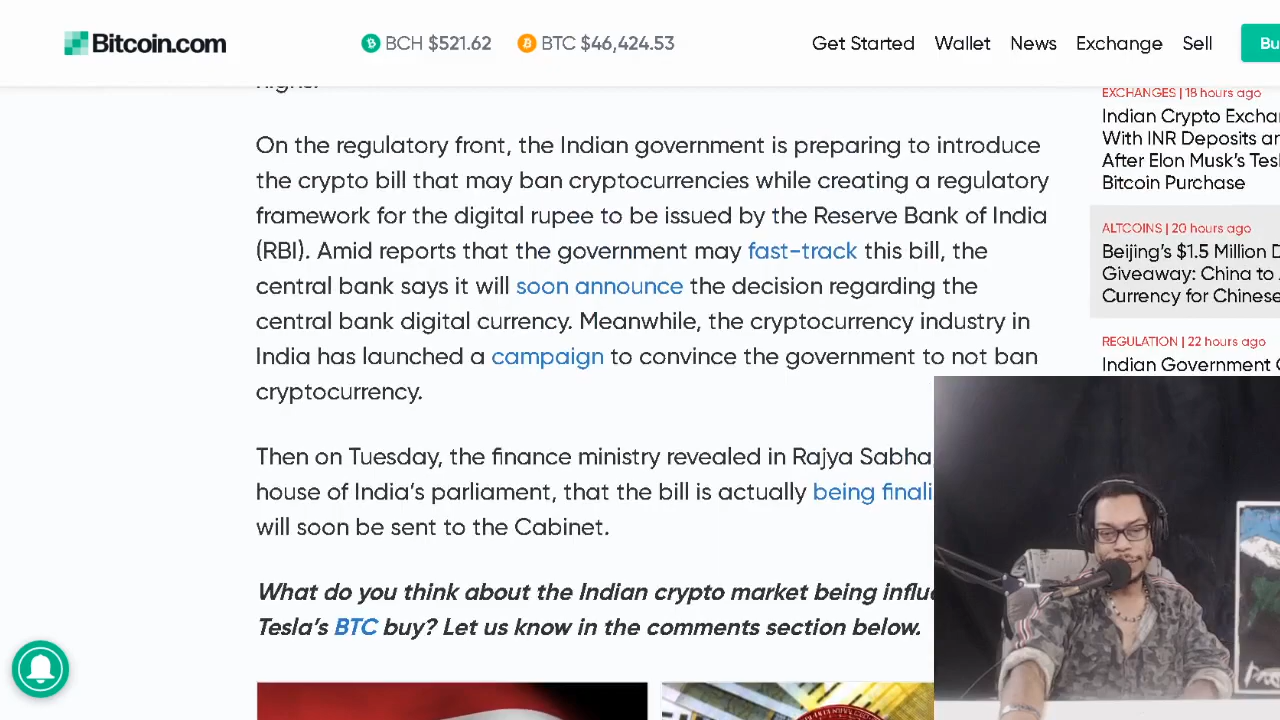 Bitcoin.com
BCH $521.62
BTC $46,424.53
Get Started
Wallet
News
Exchange
Sell
On the regulatory front, the Indian government is preparing to introduce
the crypto bill that may ban cryptocurrencies while creating a regulatory
framework for the digital rupee to be issued by the Reserve Bank of India
(RBI). Amid reports that the government may fast-track this bill, the
central bank says it will soon announce the decision regarding the
central bank digital currency. Meanwhile, the cryptocurrency industry in
India has launched a campaign to convince the government to not ban
cryptocurrency.
Then on Tuesday, the finance ministry revealed in Rajya Sabha,
house of India's parliament, that the bill is actually being
will soon be sent to the Cabinet.
What do you think about the Indian crypto market being
Tesla's BTC buy? Let us know in the comments section below.
EXCHANGES | 18 hours ago
Indian Crypto
With INR Deposits
After Elon Musk's
Bitcoin Purchase
ALTCOINS | 20 hours ago
Beijing's $1.5 Million
Giveaway: China to
Currency for Chinese
REGULATION | 22 hours ago
Indian Government